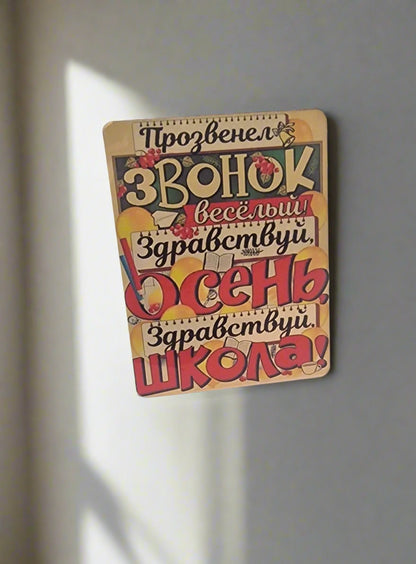 Прозвенел
ЗВОНОК
весёлый!
Здравствуй,
Осень,
Здравствуй,
школа!